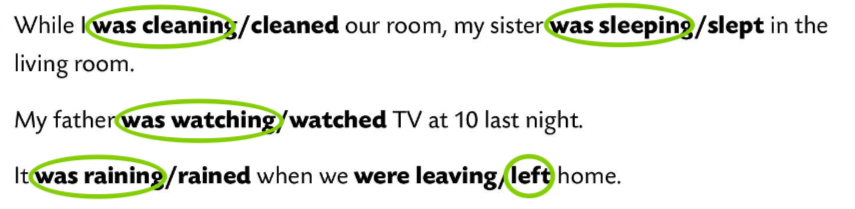 While I was cleaning/cleaned our room, my sister was sleeping/slept in the
living room.
My father was watching/watched TV at 10 last night.
It was raining/rained when we were leaving/left home.